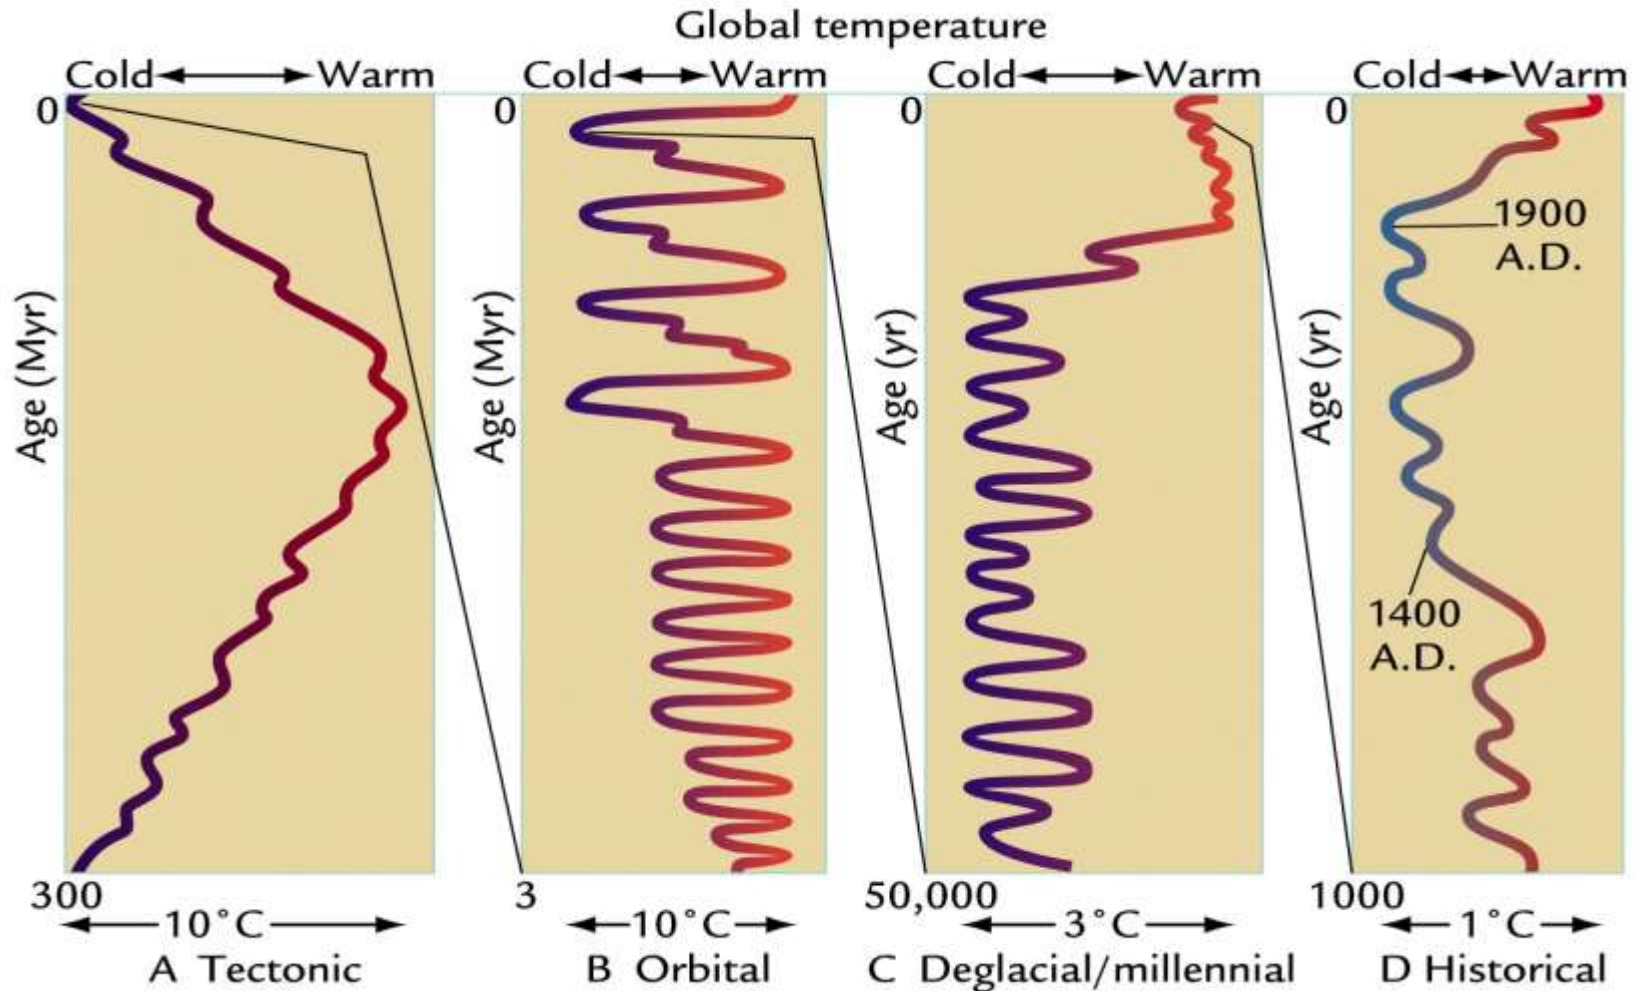 Global temperature
Cold Warm Cold Warm Cold Warm Cold Warm
0 0 0 0
Age (Myr) Age (Myr) Age (yr) Age (yr)
1900
A.D.
1400
A.D.
300 3 50,000 1000
10°C 10°C 3°C 1°C
A Tectonic B Orbital C Deglacial/millennial D Historical